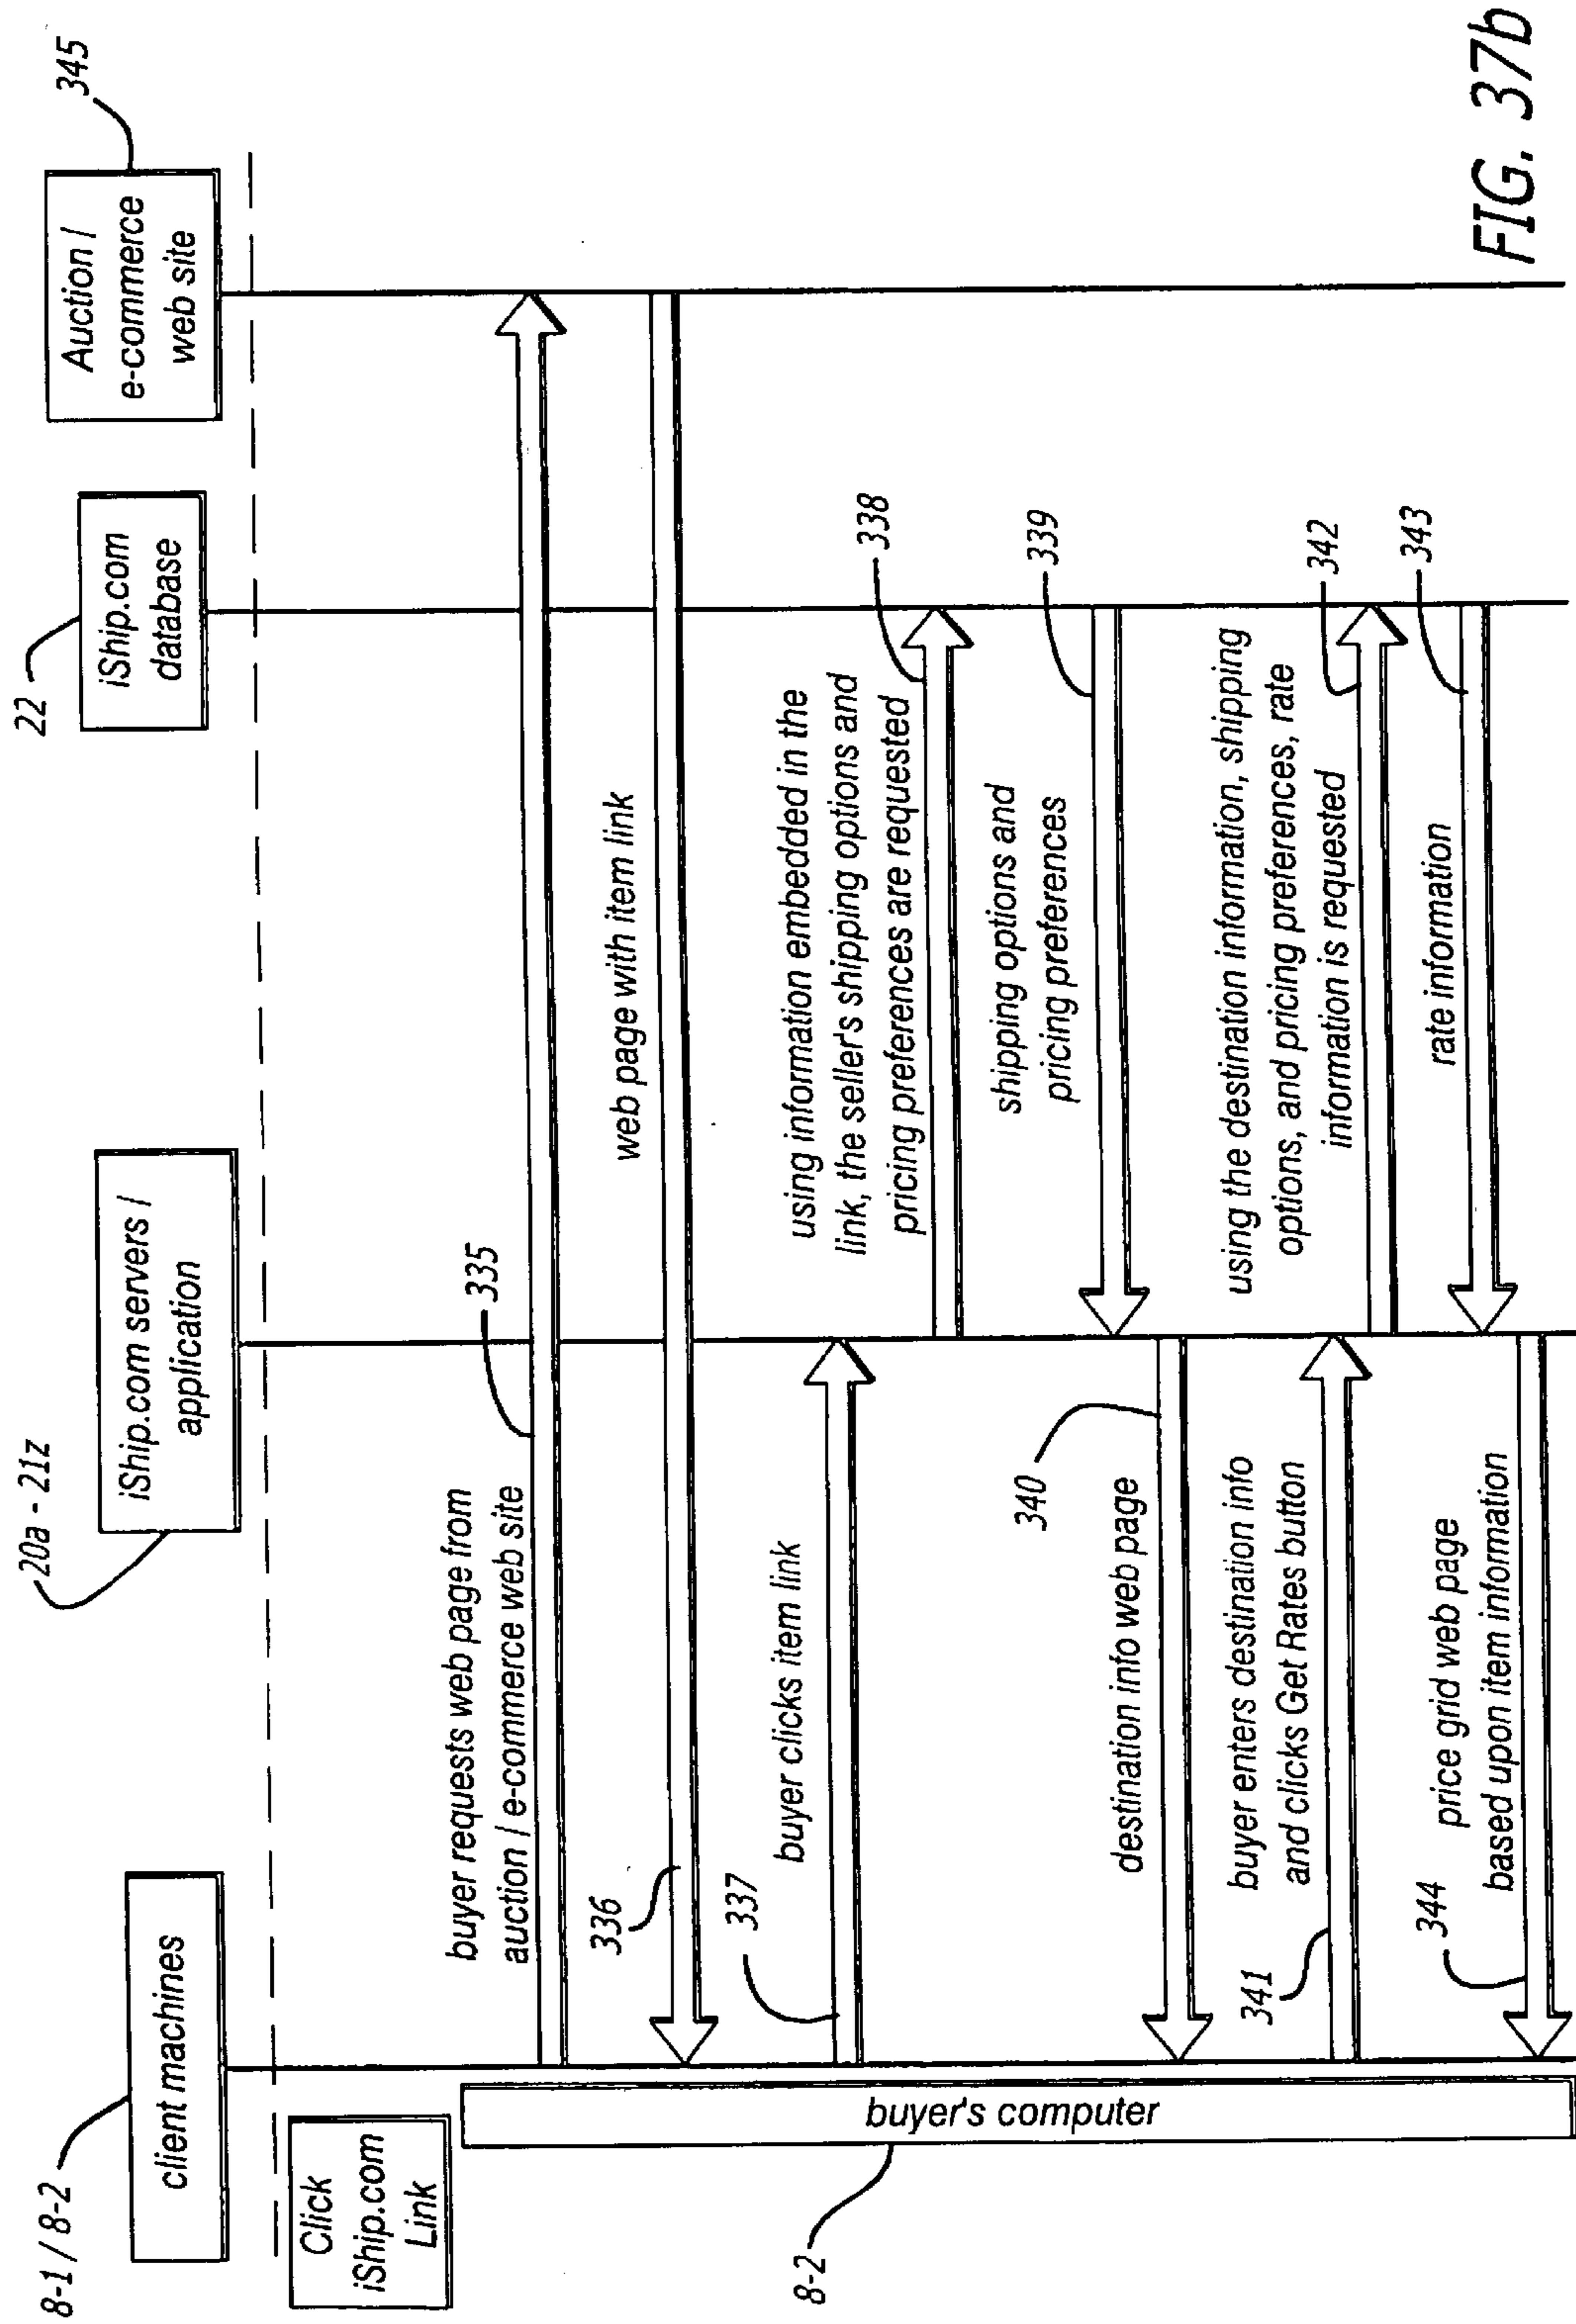 8-1 / 8-2
client machines
20a - 21z
iShip.com servers /
application
22
iShip.com
database
345
Auction /
e-commerce
web site
Click
iShip.com
Link
buyer's computer
8-2
buyer requests web page from
auction / e-commerce web site
335
336
web page with item link
337
buyer clicks item link
using information embedded in the
link, the seller's shipping options and
pricing preferences are requested
338
shipping options and
pricing preferences
339
340
destination into web page
341
buyer enters destination info
and clicks Get Rates button
using the destination information, shipping
options, and pricing preferences, rate
information is requested
342
rate information
343
344
price grid web page
based upon item information
FIG. 37b